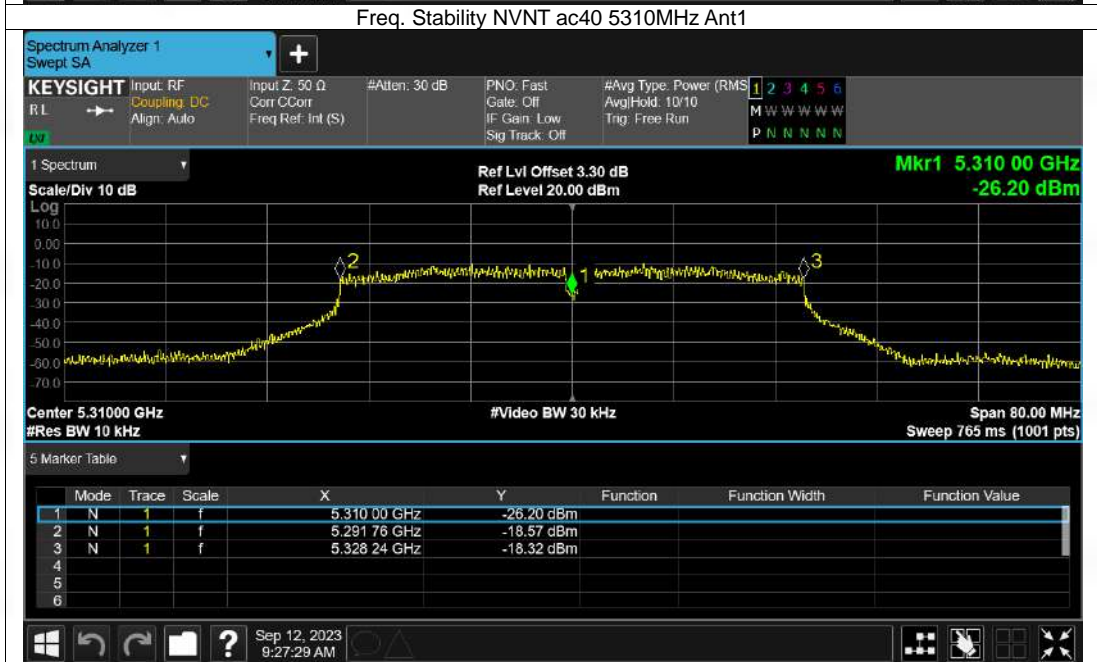 Freq. Stability NVNT ac40 5310MHz Ant1
Spectrum Analyzer 1
Swept SA
+
KEYSIGHT
RL
LXI
Input: RF
Coupling: DC
Align: Auto
Input Z: 50 Ω
Corr CCorr
Freq Ref: Int (S)
#Atten: 30 dB
PNO: Fast
Gate: Off
IF Gain: Low
Sig Track: Off
#Avg Type: Power (RMS
Avg|Hold: 10/10
Trig: Free Run
1 2 3 4 5 6
M W W W W W
P N N N N N
1 Spectrum
Scale/Div 10 dB
Ref Lvl Offset 3.30 dB
Ref Level 20.00 dBm
Mkr1 5.310 00 GHz
-26.20 dBm
Log
10.0
0.00
-10.0
-20.0
-30.0
-40.0
-50.0
-60.0
-70.0
2
1
3
Center 5.31000 GHz
#Video BW 30 kHz
Span 80.00 MHz
#Res BW 10 kHz
Sweep 765 ms (1001 pts)
5 Marker Table
Mode Trace Scale X Y Function Function Width Function Value
1 N 1 f 5.310 00 GHz -26.20 dBm
2 N 1 f 5.291 76 GHz -18.57 dBm
3 N 1 f 5.328 24 GHz -18.32 dBm
4
5
6
?
Sep 12, 2023
9:27:29 AM